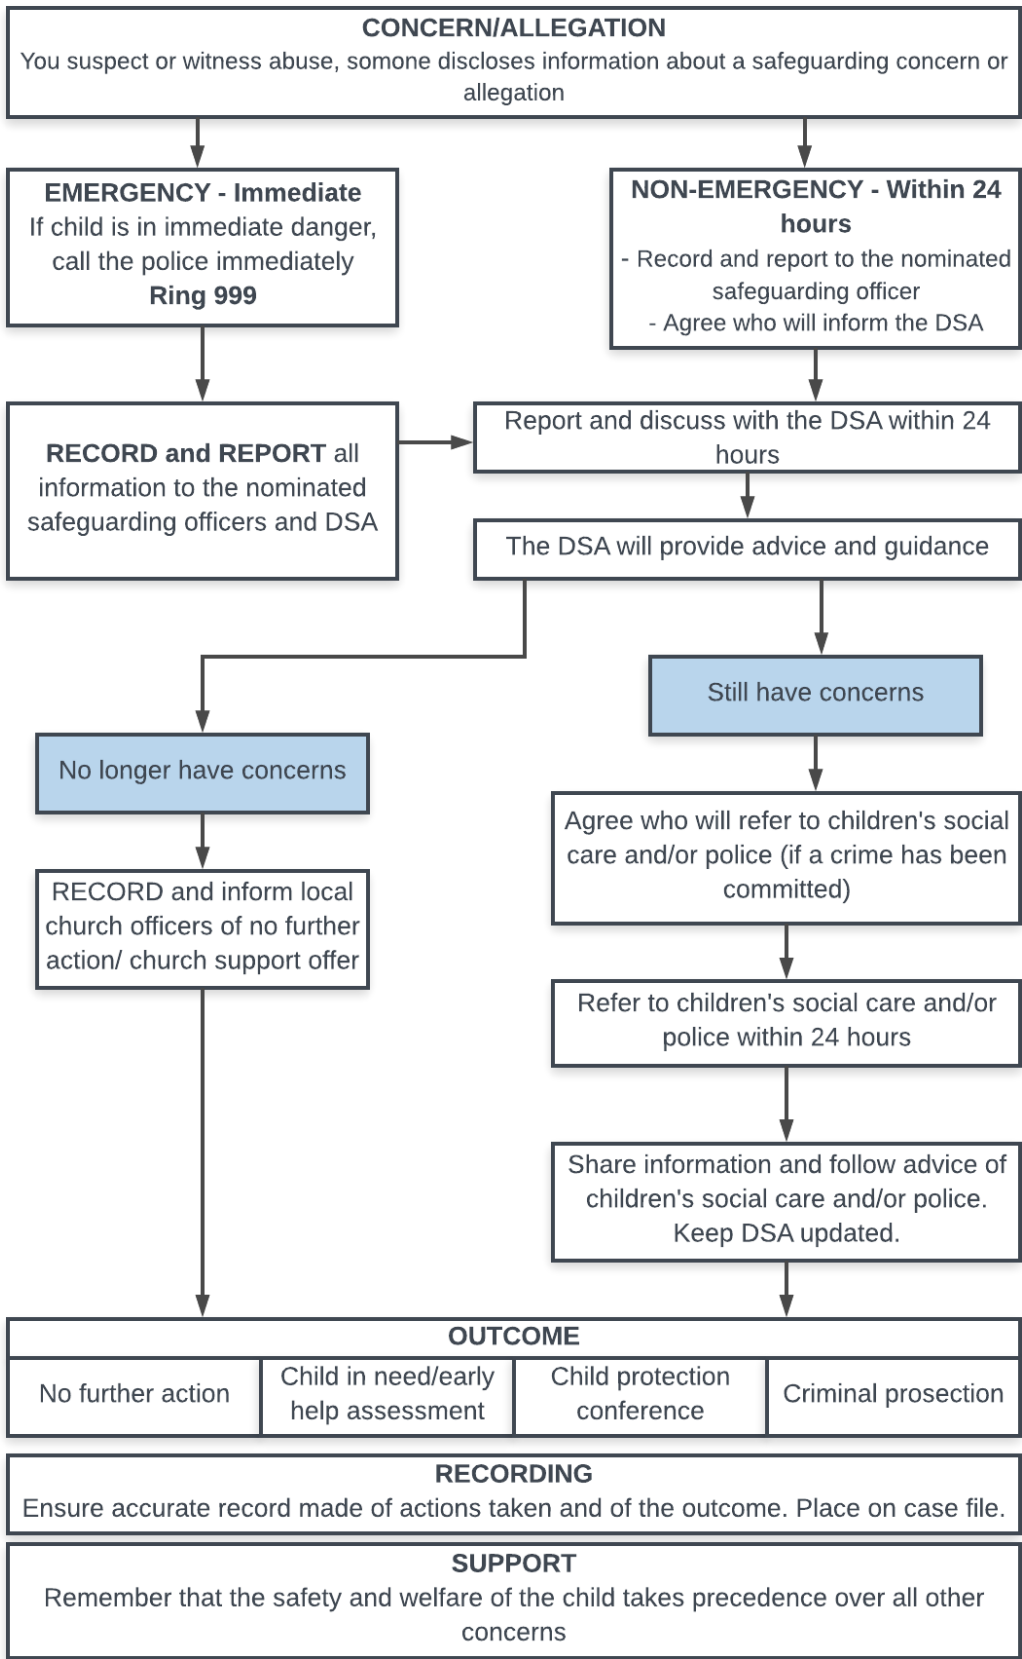 CONCERN/ALLEGATION
You suspect or witness abuse, somone discloses information about a safeguarding concern or
allegation
EMERGENCY - Immediate
If child is in immediate danger,
call the police immediately
Ring 999
NON-EMERGENCY - Within 24
hours
- Record and report to the nominated
safeguarding officer
- Agree who will inform the DSA
RECORD and REPORT all
information to the nominated
safeguarding officers and DSA
Report and discuss with the DSA within 24
hours
The DSA will provide advice and guidance
Still have concerns
No longer have concerns
Agree who will refer to children's social
care and/or police (if a crime has been
committed)
RECORD and inform local
church officers of no further
action/ church support offer
Refer to children's social care and/or
police within 24 hours
Share information and follow advice of
children's social care and/or police.
Keep DSA updated.
OUTCOME
No further action
Child in need/early
help assessment
Child protection
conference
Criminal prosection
RECORDING
Ensure accurate record made of actions taken and of the outcome. Place on case file.
SUPPORT
Remember that the safety and welfare of the child takes precedence over all other
concerns